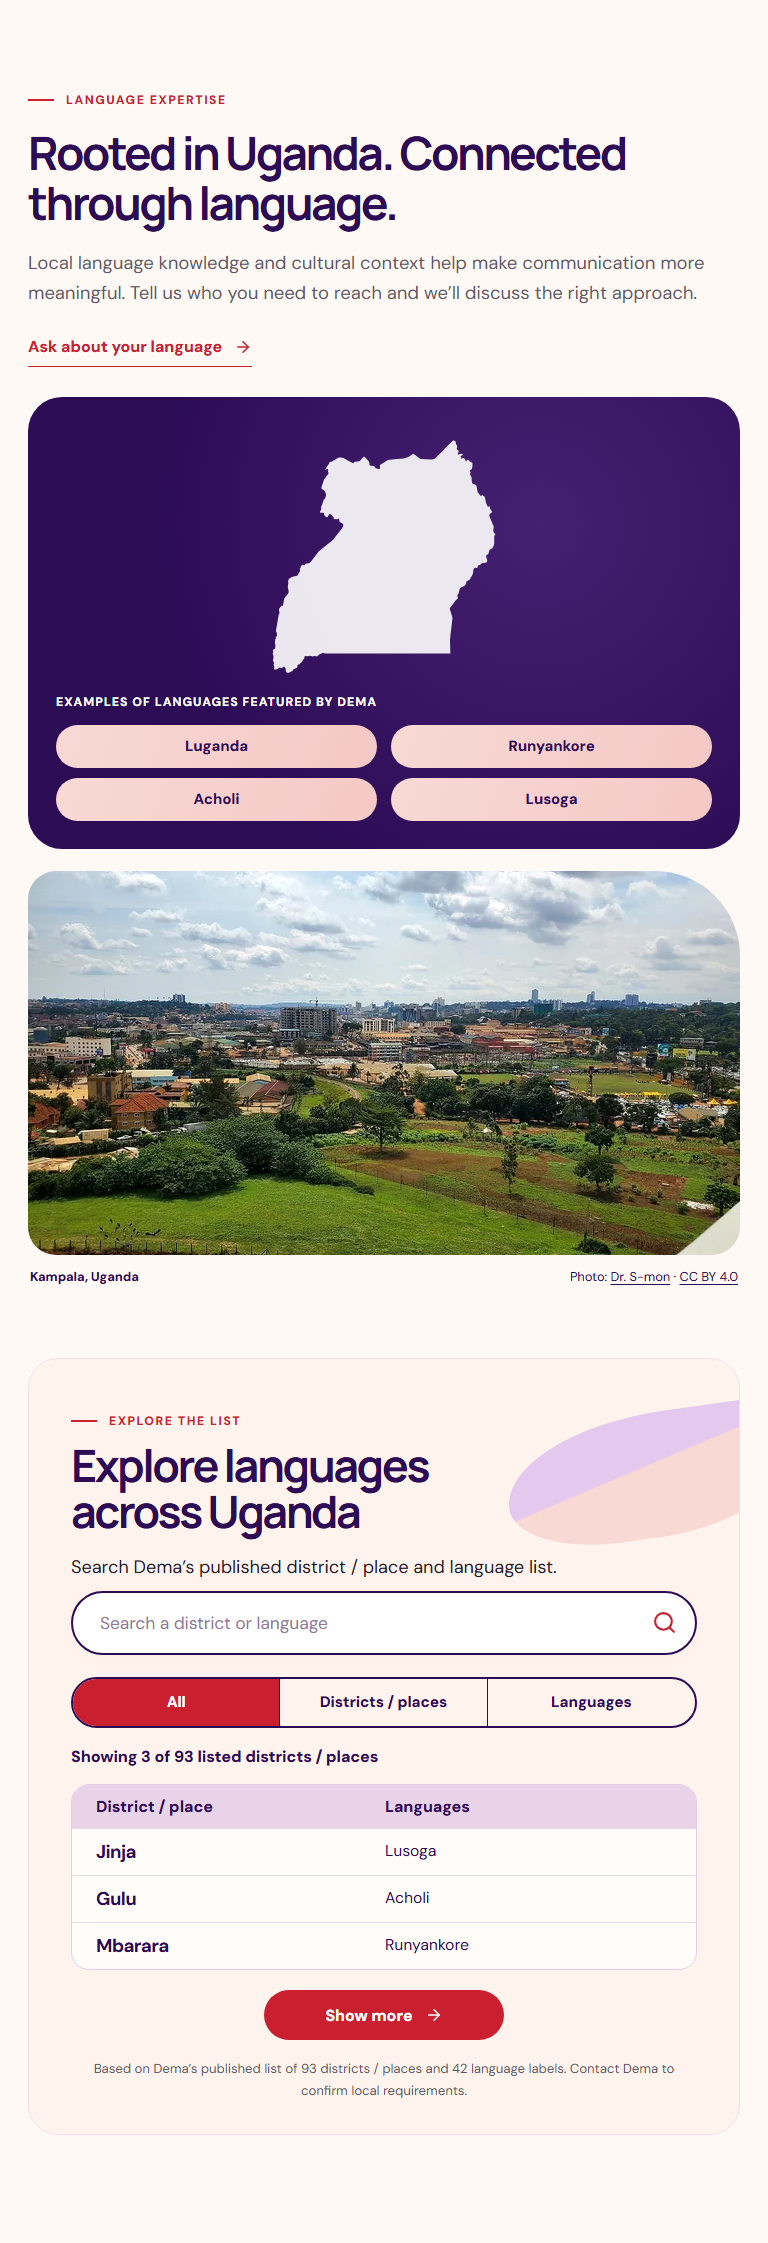 LANGUAGE EXPERTISE
Rooted in Uganda. Connected
through language.
Local language knowledge and cultural context help make communication more
meaningful. Tell us who you need to reach and we’ll discuss the right approach.
Ask about your language →
EXAMPLES OF LANGUAGES FEATURED BY DEMA
Luganda Runyankore
Acholi Lusoga
Kampala, Uganda Photo: Dr. S-mon · CC BY 4.0
EXPLORE THE LIST
Explore languages
across Uganda
Search Dema’s published district / place and language list.
Search a district or language
All Districts / places Languages
Showing 3 of 93 listed districts / places
District / place Languages
Jinja Lusoga
Gulu Acholi
Mbarara Runyankore
Show more →
Based on Dema’s published list of 93 districts / places and 42 language labels. Contact Dema to
confirm local requirements.